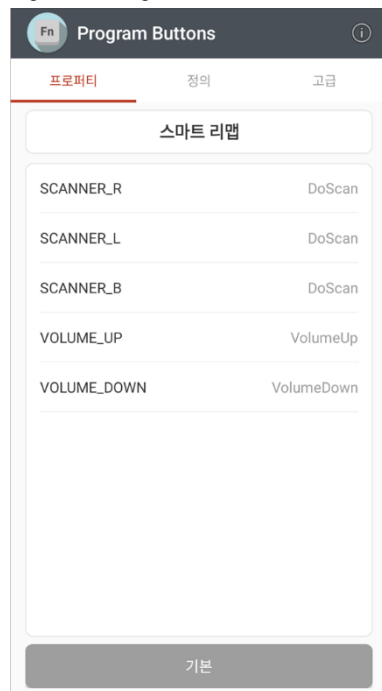 Fn Program Buttons
프로퍼티 정의 고급
스마트 리맵
SCANNER_R DoScan
SCANNER_L DoScan
SCANNER_B DoScan
VOLUME_UP VolumeUp
VOLUME_DOWN VolumeDown
기본